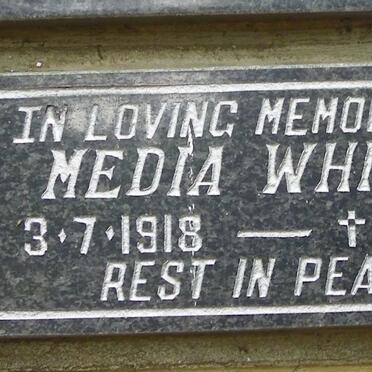 IN LOVING
MEDIA
3·7·1918 — †
REST IN